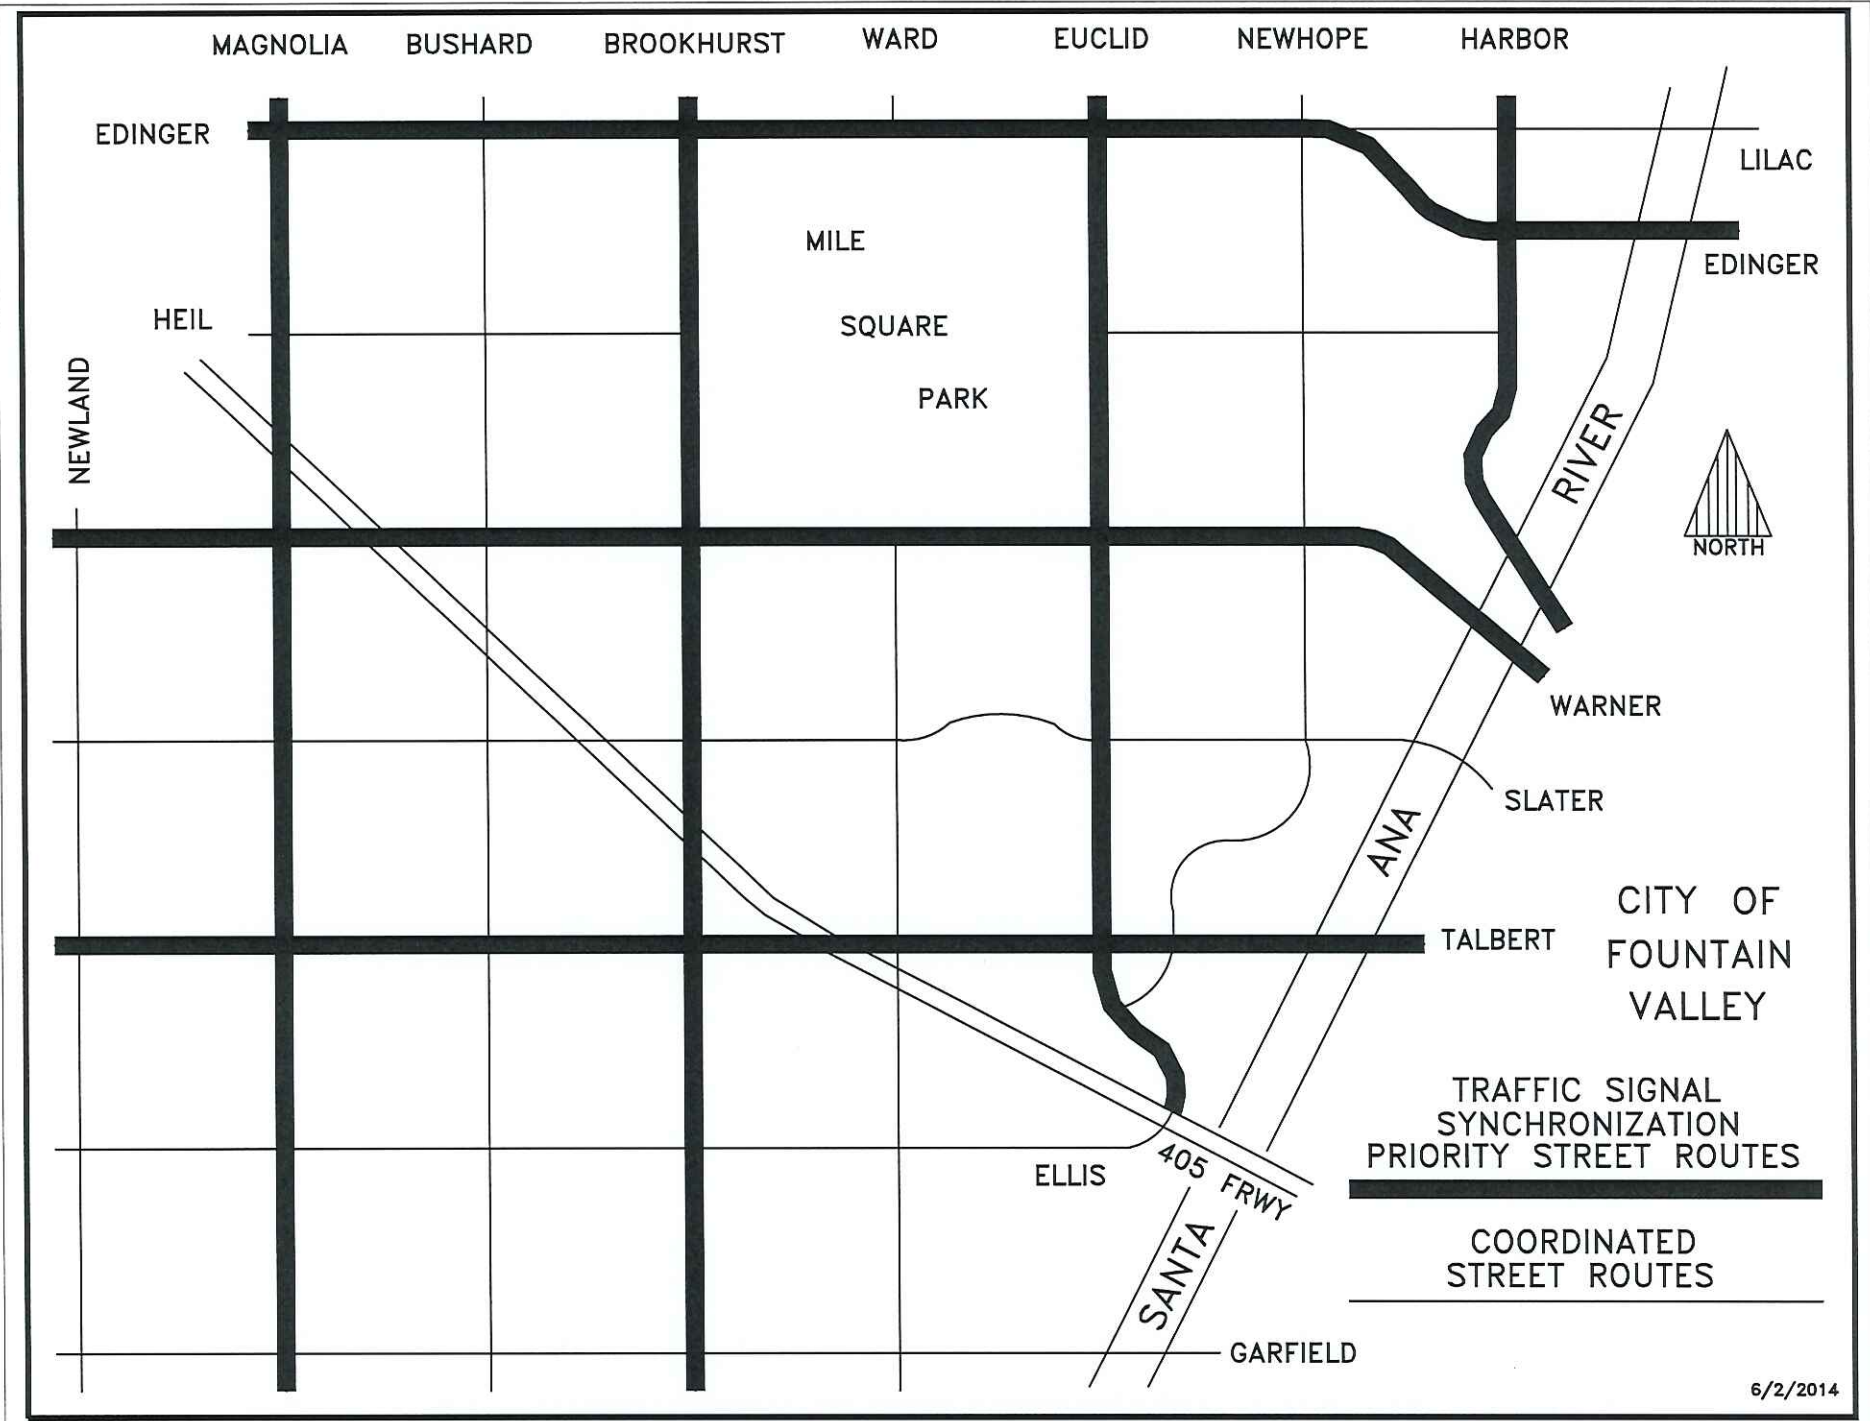 MAGNOLIA BUSHARD BROOKHURST WARD EUCLID NEWHOPE HARBOR
EDINGER
LILAC
MILE
EDINGER
HEIL
SQUARE
NEWLAND
PARK
RIVER
NORTH
WARNER
SLATER
ANA
CITY OF
FOUNTAIN
VALLEY
TALBERT
TRAFFIC SIGNAL
SYNCHRONIZATION
PRIORITY STREET ROUTES
ELLIS
405 FRWY
SANTA
COORDINATED
STREET ROUTES
GARFIELD
6/2/2014